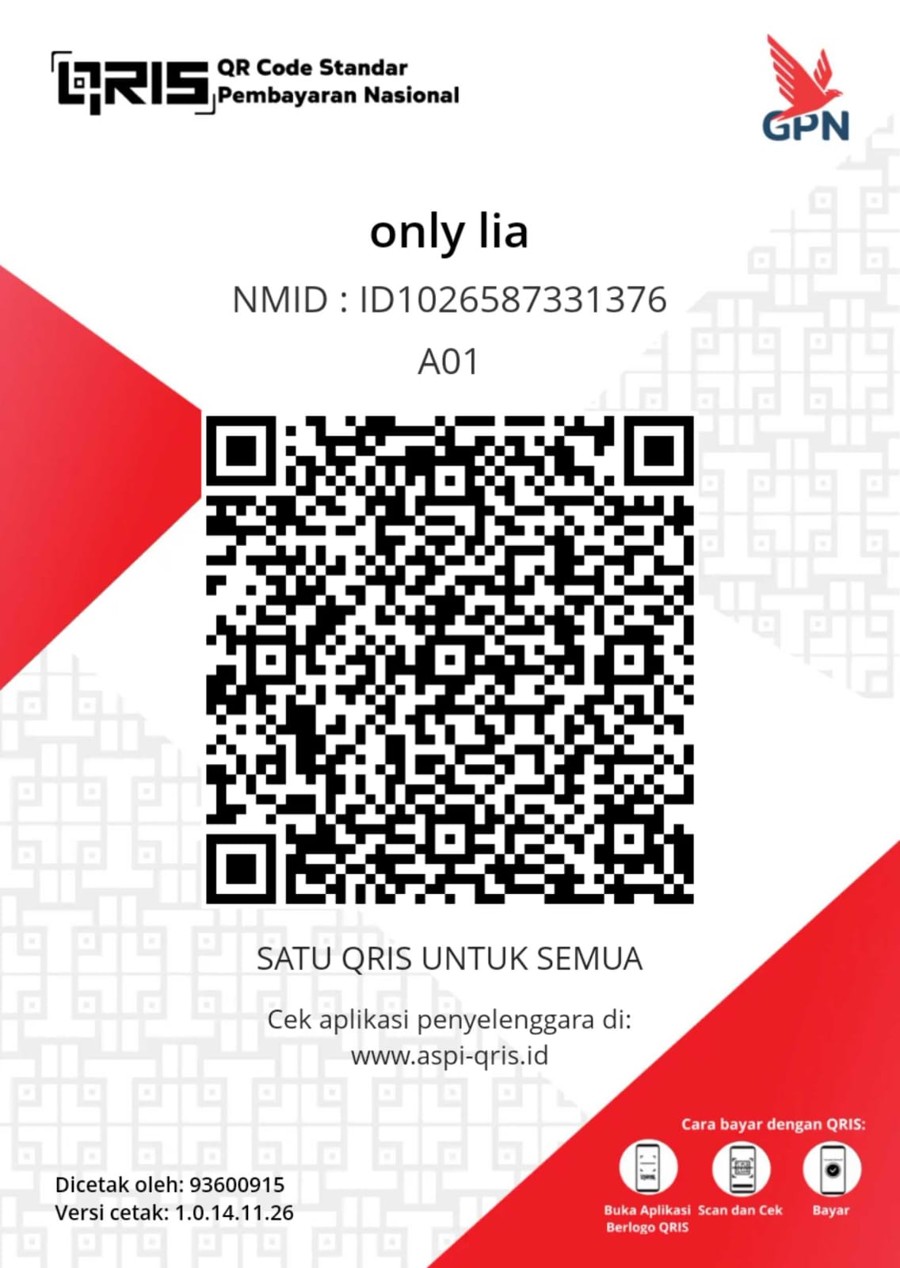 QRIS QR Code Standar
Pembayaran Nasional
GPN
only lia
NMID : ID1026587331376
A01
SATU QRIS UNTUK SEMUA
Cek aplikasi penyelenggara di:
www.aspi-qris.id
Cara bayar dengan QRIS:
Buka Aplikasi Berlogo QRIS
Scan dan Cek
Bayar
Dicetak oleh: 93600915
Versi cetak: 1.0.14.11.26